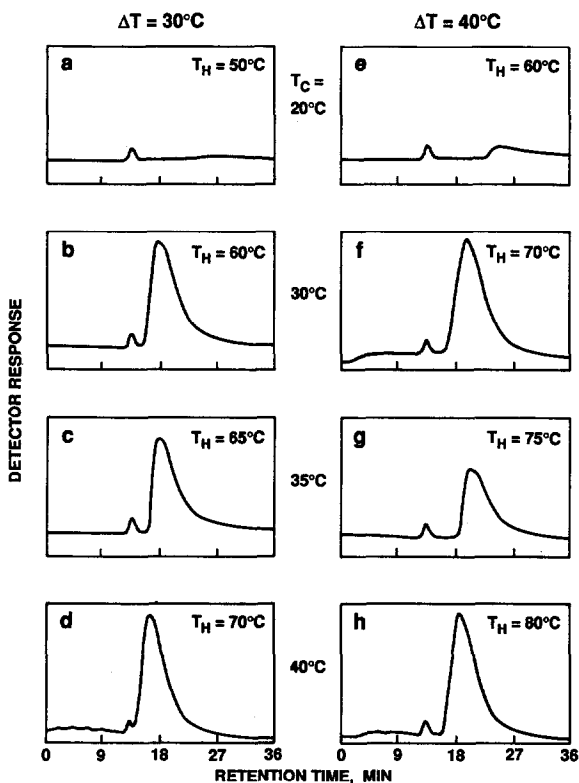 ΔT = 30°C
ΔT = 40°C
a
T_H = 50°C
T_C = 20°C
e
T_H = 60°C
b
T_H = 60°C
30°C
f
T_H = 70°C
c
T_H = 65°C
35°C
g
T_H = 75°C
d
T_H = 70°C
40°C
h
T_H = 80°C
DETECTOR RESPONSE
0 9 18 27 36
0 9 18 27 36
RETENTION TIME, MIN